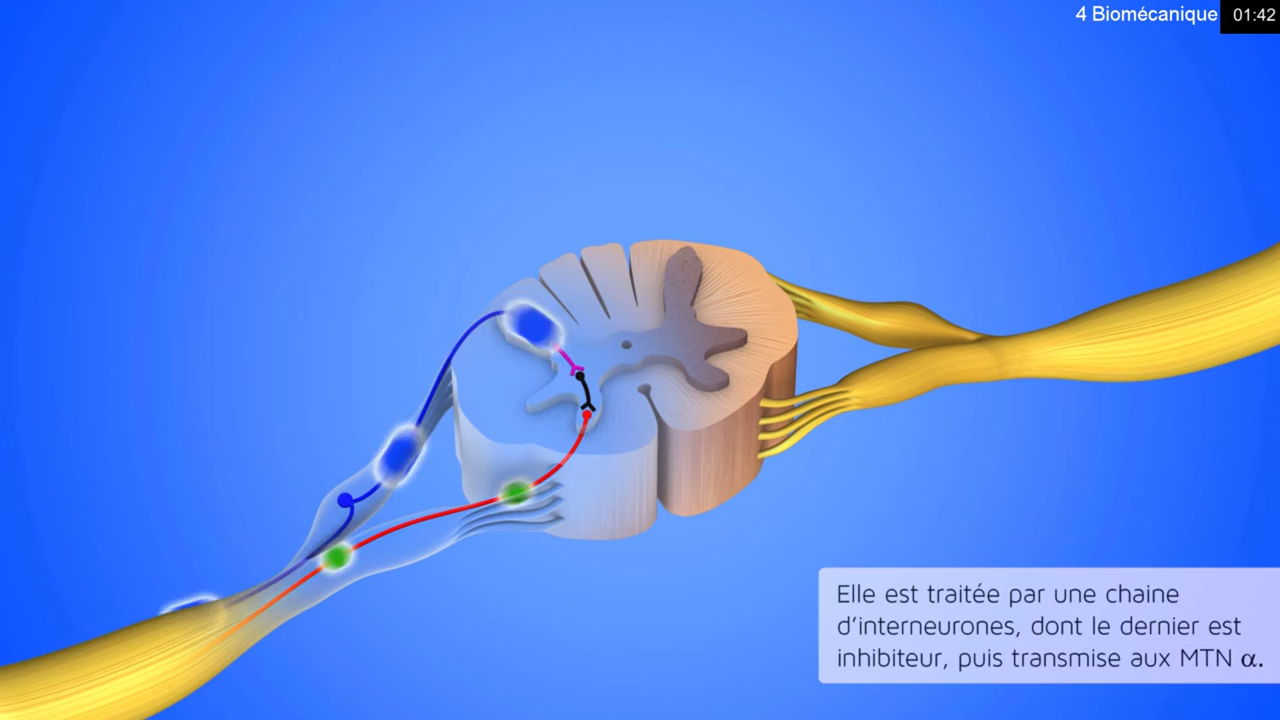 4 Biomécanique 01:42
Elle est traitée par une chaine
d'interneurones, dont le dernier est
inhibiteur, puis transmise aux MTN α.